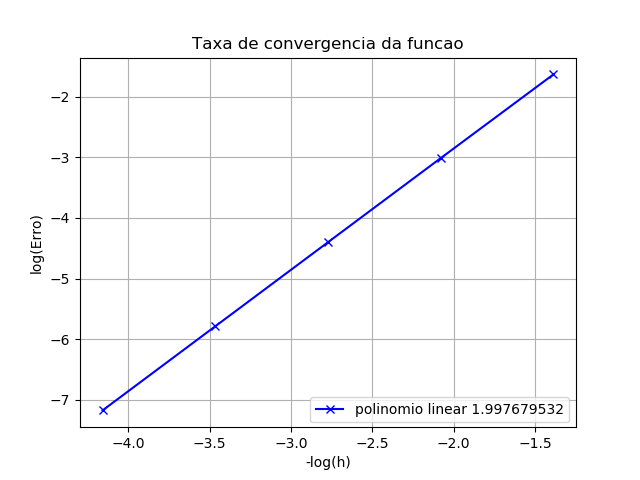 Taxa de convergencia da funcao
log(Erro)
−2
−3
−4
−5
−6
−7
polinomio linear 1.997679532
−4.0 −3.5 −3.0 −2.5 −2.0 −1.5
-log(h)